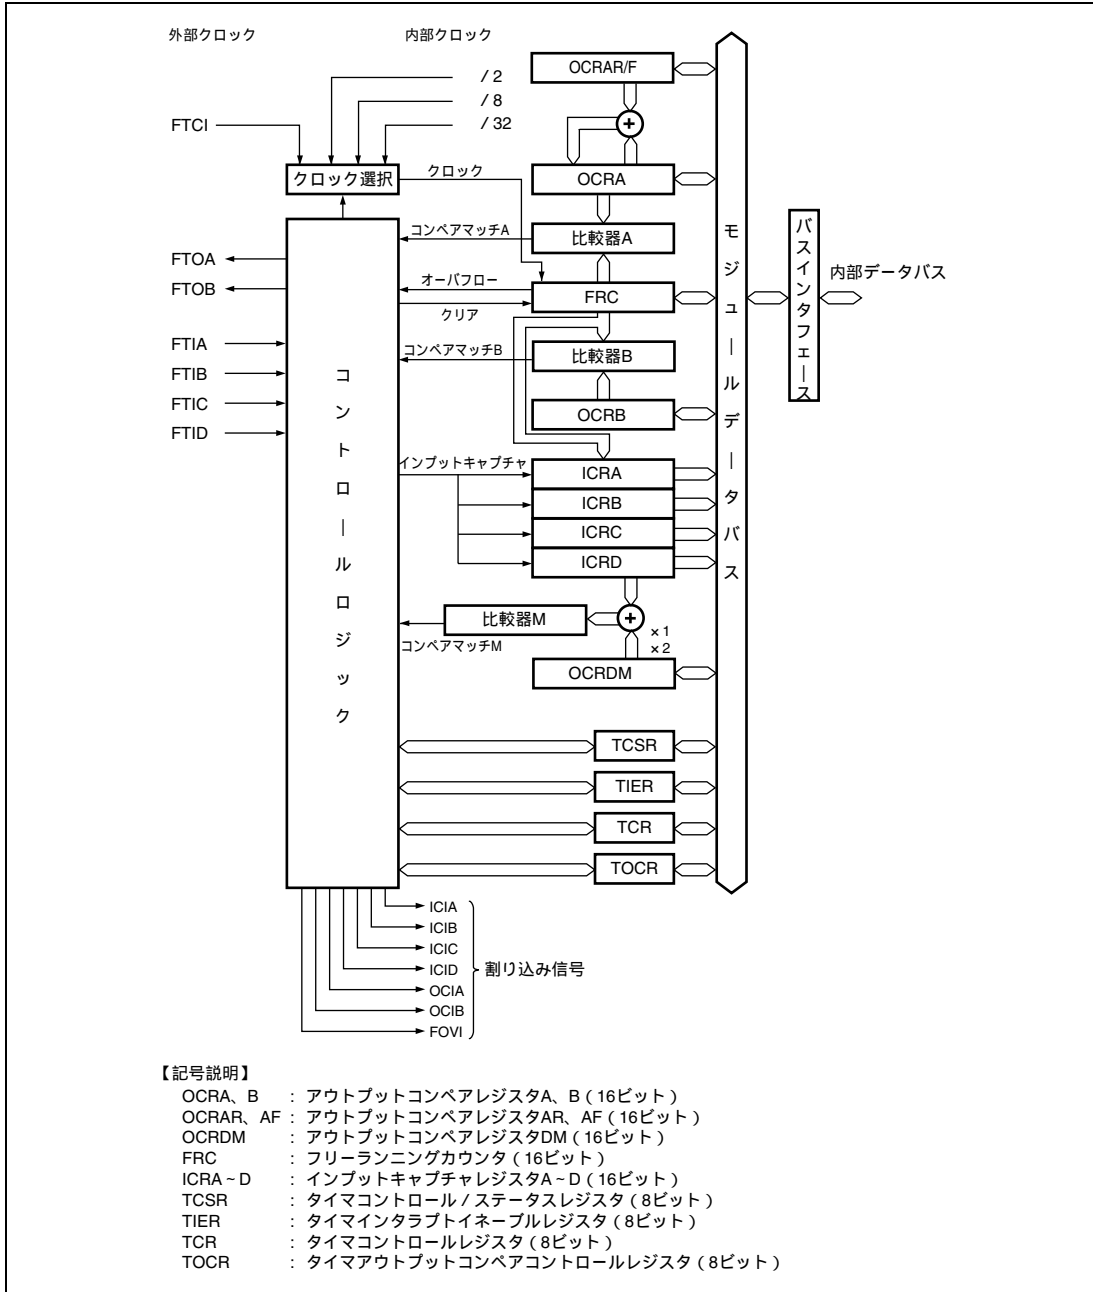 外部クロック
内部クロック
/ 2
/ 8
/ 32
FTCI
クロック選択
クロック
OCRAR/F
+
OCRA
コンペアマッチA
比較器A
FTOA
FTOB
オーバフロー
クリア
FRC
コンペアマッチB
比較器B
OCRB
FTIA
FTIB
FTIC
FTID
コントロールロジック
インプットキャプチャ
ICRA
ICRB
ICRC
ICRD
+
×1
×2
比較器M
コンペアマッチM
OCRDM
TCSR
TIER
TCR
TOCR
モジュールデータバス
バスインタフェース
内部データバス
ICIA
ICIB
ICIC
ICID
OCIA
OCIB
FOVI
割り込み信号
【記号説明】
OCRA、B : アウトプットコンペアレジスタA、B(16ビット)
OCRAR、AF : アウトプットコンペアレジスタAR、AF(16ビット)
OCRDM : アウトプットコンペアレジスタDM(16ビット)
FRC : フリーランニングカウンタ(16ビット)
ICRA~D : インプットキャプチャレジスタA~D(16ビット)
TCSR : タイマコントロール/ステータスレジスタ(8ビット)
TIER : タイマインタラプトイネーブルレジスタ(8ビット)
TCR : タイマコントロールレジスタ(8ビット)
TOCR : タイマアウトプットコンペアコントロールレジスタ(8ビット)